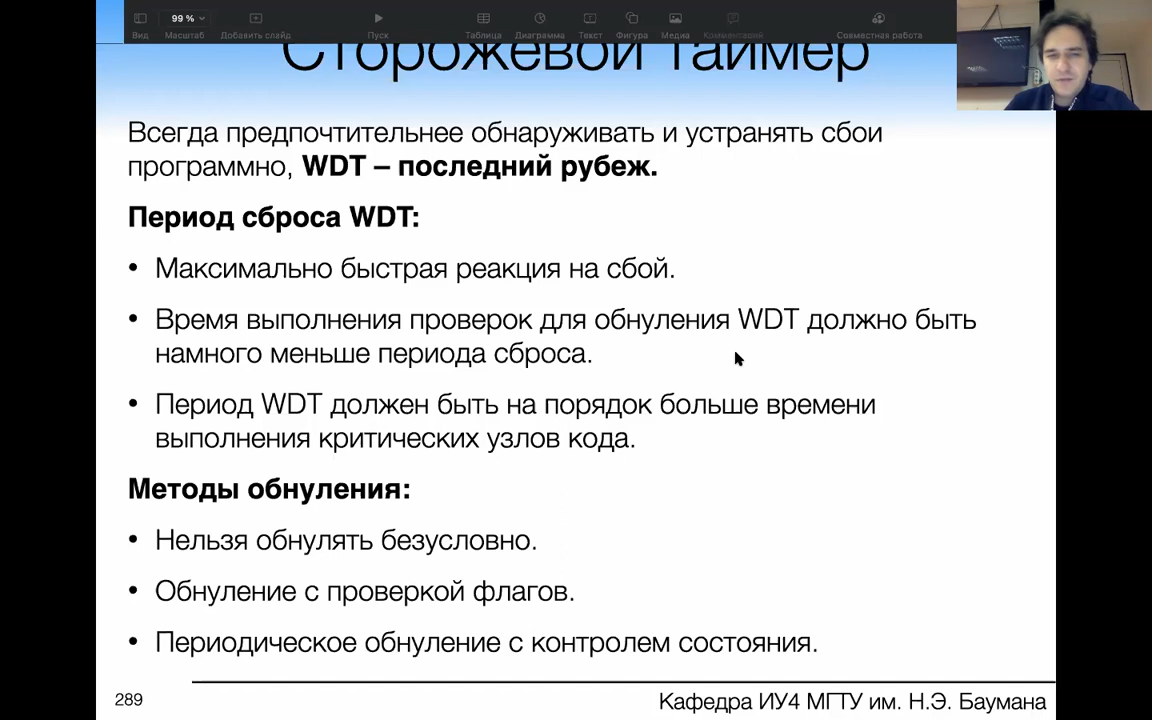 99 %
Вид
Масштаб
Добавить слайд
Пуск
Таблица
Диаграмма
Текст
Фигура
Медиа
Комментарий
Совместная работа
Сторожевой таймер
Всегда предпочтительнее обнаруживать и устранять сбои
программно, WDT – последний рубеж.
Период сброса WDT:
• Максимально быстрая реакция на сбой.
• Время выполнения проверок для обнуления WDT должно быть
намного меньше периода сброса.
• Период WDT должен быть на порядок больше времени
выполнения критических узлов кода.
Методы обнуления:
• Нельзя обнулять безусловно.
• Обнуление с проверкой флагов.
• Периодическое обнуление с контролем состояния.
289
Кафедра ИУ4 МГТУ им. Н.Э. Баумана